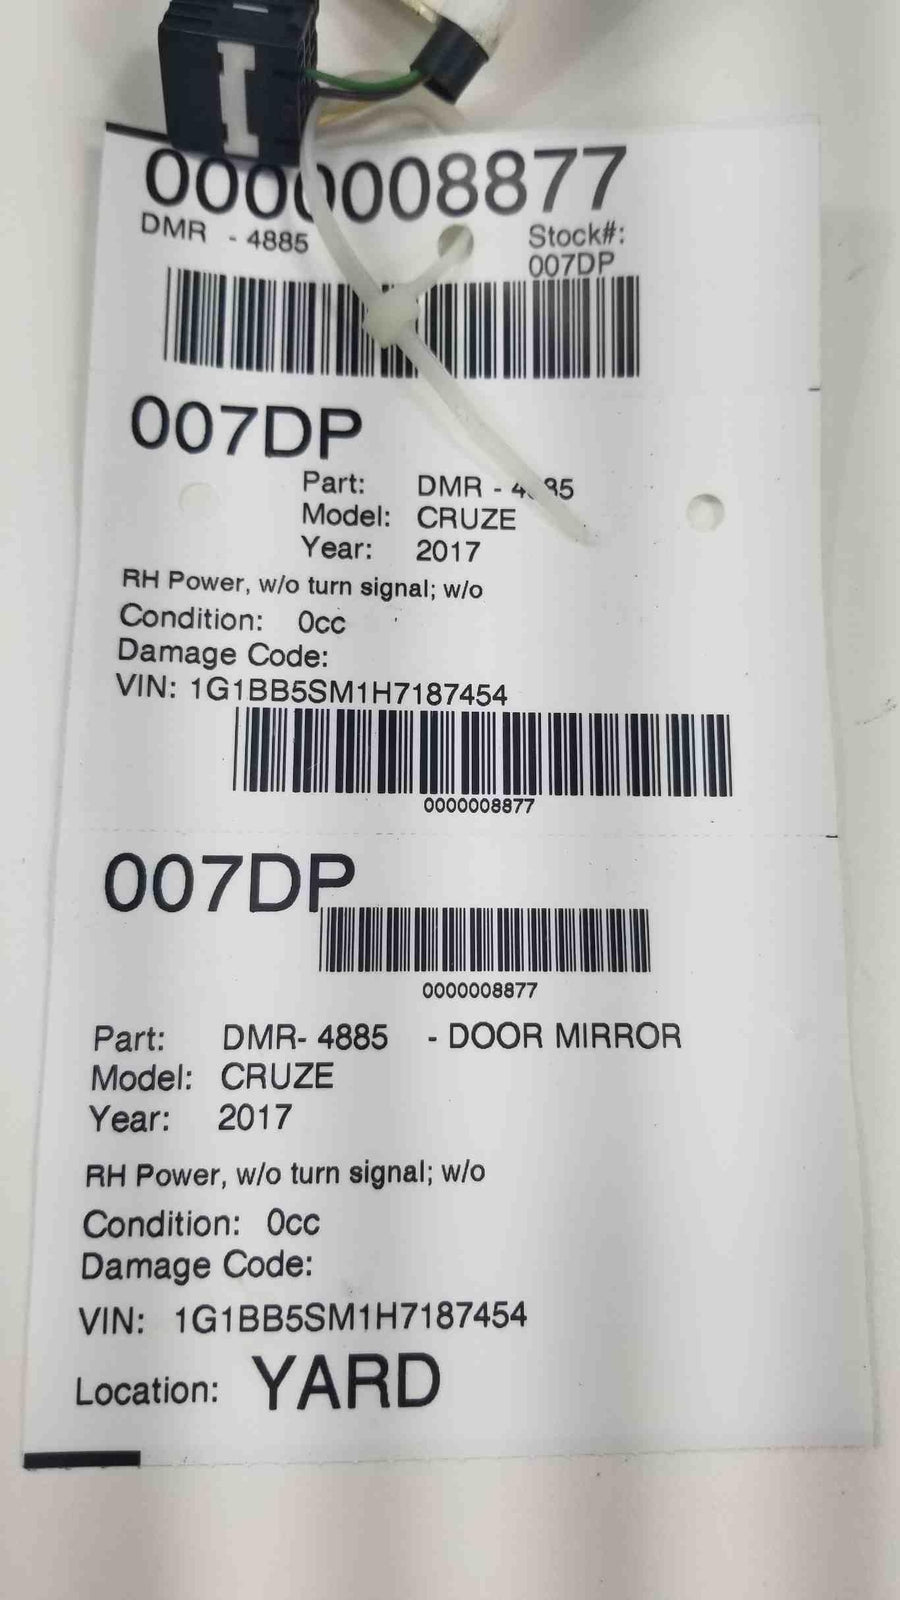 0000008877
DMR - 4885
Stock#:
007DP
007DP
Part: DMR - 4885
Model: CRUZE
Year: 2017
RH Power, w/o turn signal; w/o
Condition: 0cc
Damage Code:
VIN: 1G1BB5SM1H7187454
0000008877
007DP
0000008877
Part: DMR- 4885 - DOOR MIRROR
Model: CRUZE
Year: 2017
RH Power, w/o turn signal; w/o
Condition: 0cc
Damage Code:
VIN: 1G1BB5SM1H7187454
Location: YARD